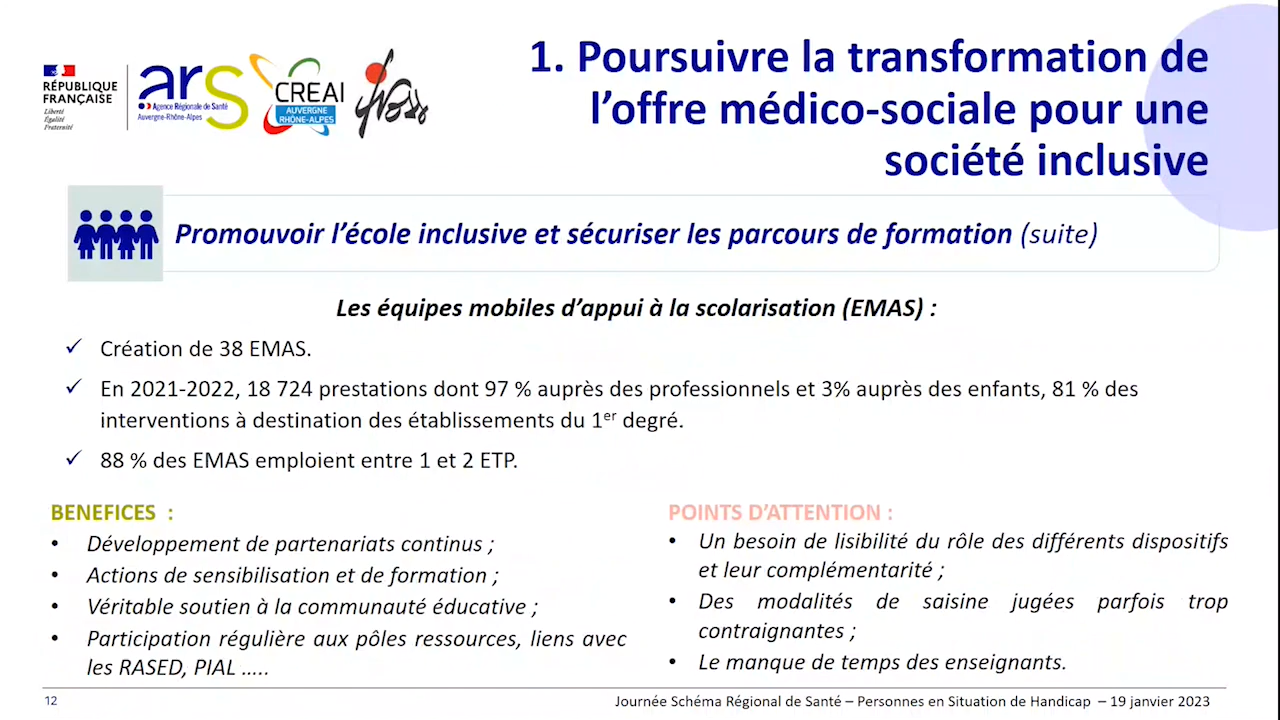 RÉPUBLIQUE
FRANÇAISE
Liberté
Égalité
Fraternité
ars
Agence Régionale de Santé
Auvergne-Rhône-Alpes
CREAI
AUVERGNE
RHÔNE-ALPES
1. Poursuivre la transformation de
l’offre médico-sociale pour une
société inclusive
Promouvoir l’école inclusive et sécuriser les parcours de formation (suite)
Les équipes mobiles d’appui à la scolarisation (EMAS) :
✓ Création de 38 EMAS.
✓ En 2021-2022, 18 724 prestations dont 97 % auprès des professionnels et 3% auprès des enfants, 81 % des
interventions à destination des établissements du 1er degré.
✓ 88 % des EMAS emploient entre 1 et 2 ETP.
BENEFICES :
• Développement de partenariats continus ;
• Actions de sensibilisation et de formation ;
• Véritable soutien à la communauté éducative ;
• Participation régulière aux pôles ressources, liens avec
les RASED, PIAL …..
POINTS D’ATTENTION :
• Un besoin de lisibilité du rôle des différents dispositifs
et leur complémentarité ;
• Des modalités de saisine jugées parfois trop
contraignantes ;
• Le manque de temps des enseignants.
12
Journée Schéma Régional de Santé – Personnes en Situation de Handicap – 19 janvier 2023